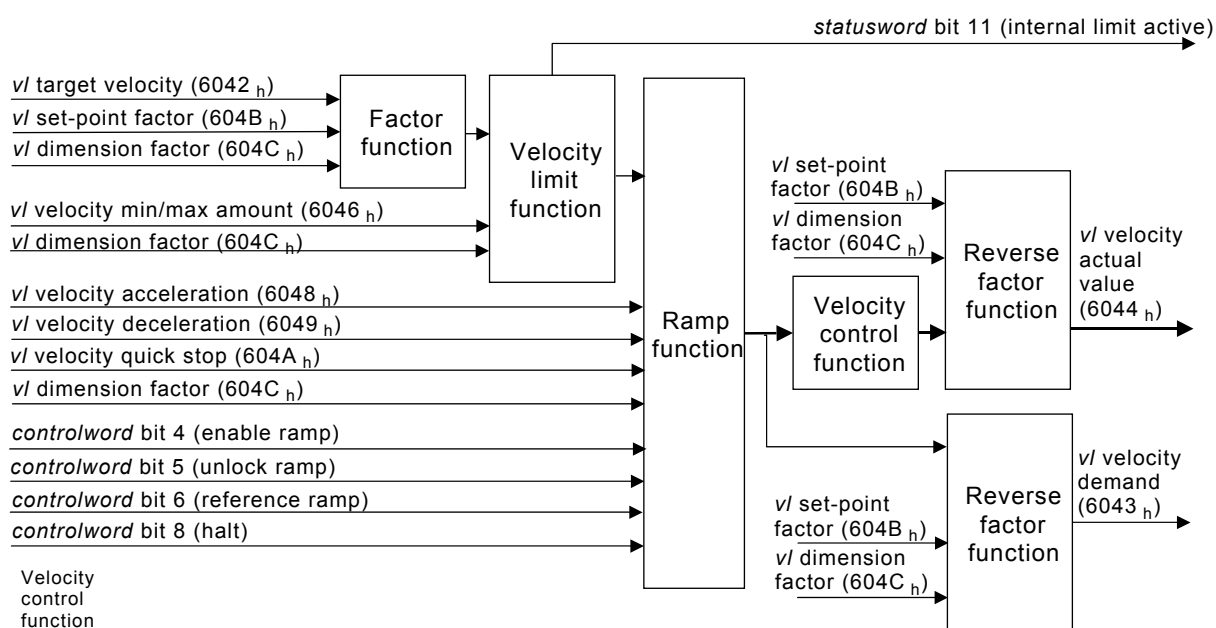 statusword bit 11 (internal limit active)
vl target velocity (6042 h)
vl set-point factor (604B h)
vl dimension factor (604C h)
Factor
function
Velocity
limit
function
vl velocity min/max amount (6046 h)
vl dimension factor (604C h)
vl velocity acceleration (6048 h)
vl velocity deceleration (6049 h)
vl velocity quick stop (604A h)
vl dimension factor (604C h)
controlword bit 4 (enable ramp)
controlword bit 5 (unlock ramp)
controlword bit 6 (reference ramp)
controlword bit 8 (halt)
Ramp
function
vl set-point
factor (604B h)
vl dimension
factor (604C h)
Velocity
control
function
Reverse
factor
function
vl velocity
actual
value
(6044 h)
vl set-point
factor (604B h)
vl dimension
factor (604C h)
Reverse
factor
function
vl velocity
demand
(6043 h)
Velocity
control
function